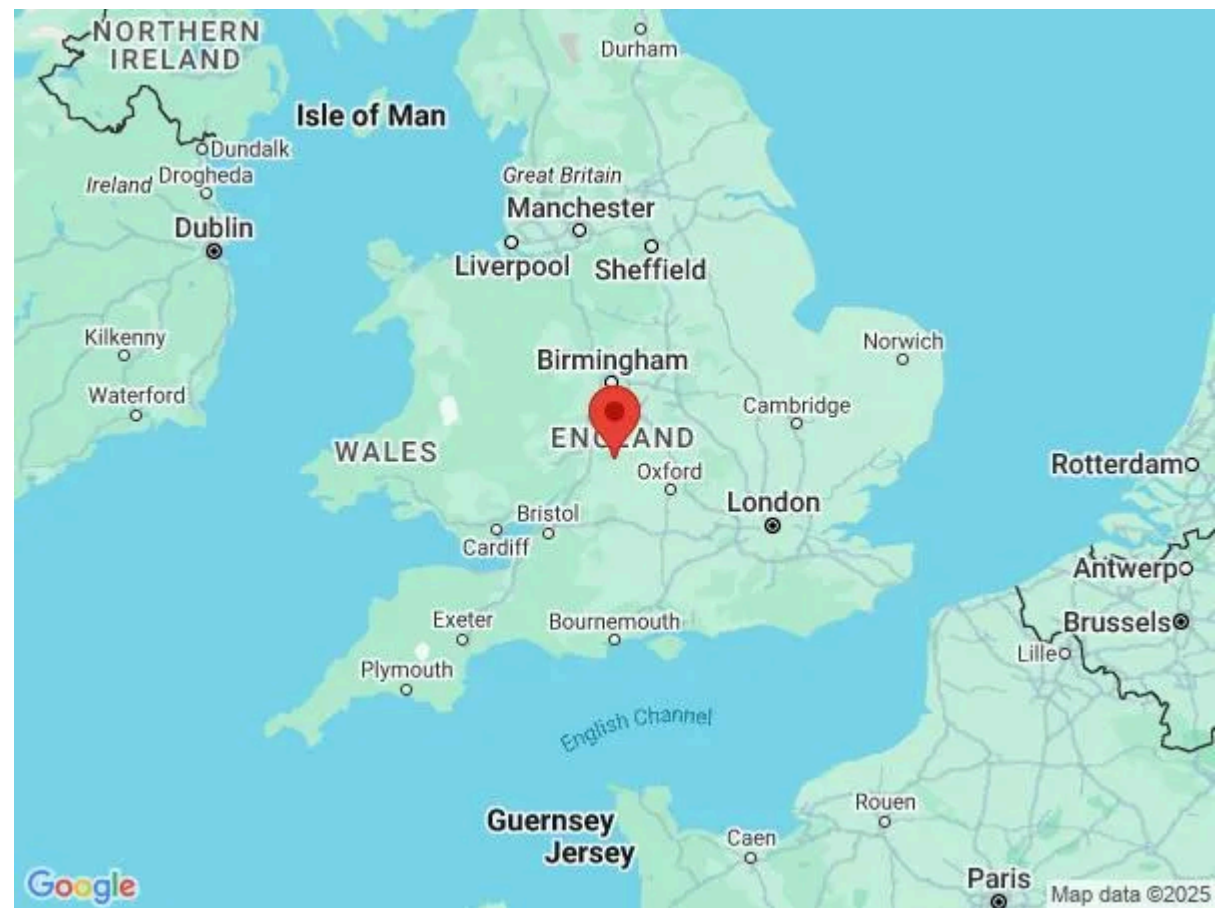 NORTHERN
IRELAND
Durham
Isle of Man
Dundalk
Ireland
Drogheda
Great Britain
Manchester
Dublin
Liverpool
Sheffield
Kilkenny
Norwich
Birmingham
Waterford
Cambridge
WALES
ENGLAND
Rotterdam
Oxford
London
Bristol
Cardiff
Antwerp
Exeter
Bournemouth
Brussels
Lille
Plymouth
English Channel
Rouen
Guernsey
Caen
Jersey
Paris
Google
Map data ©2025